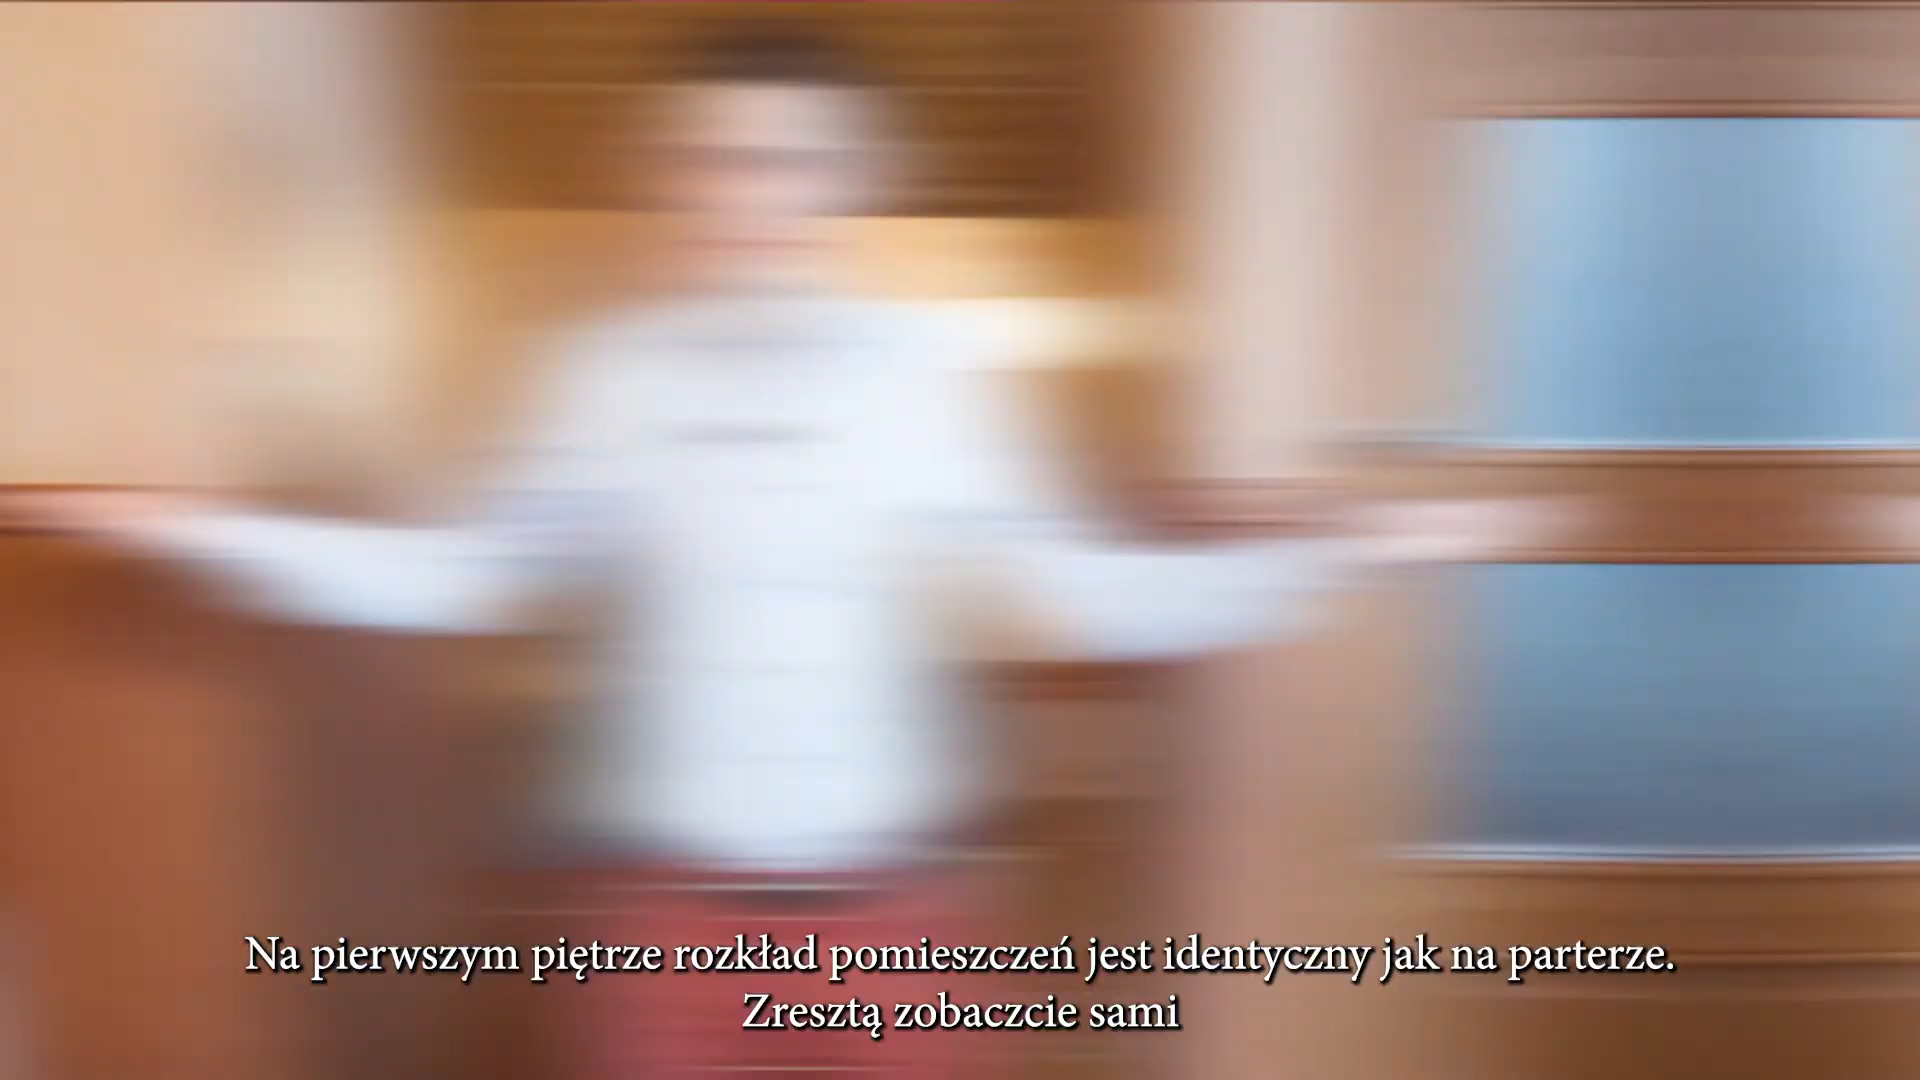 Na pierwszym piętrze rozkład pomieszczeń jest identyczny jak na parterze.
Zresztą zobaczcie sami